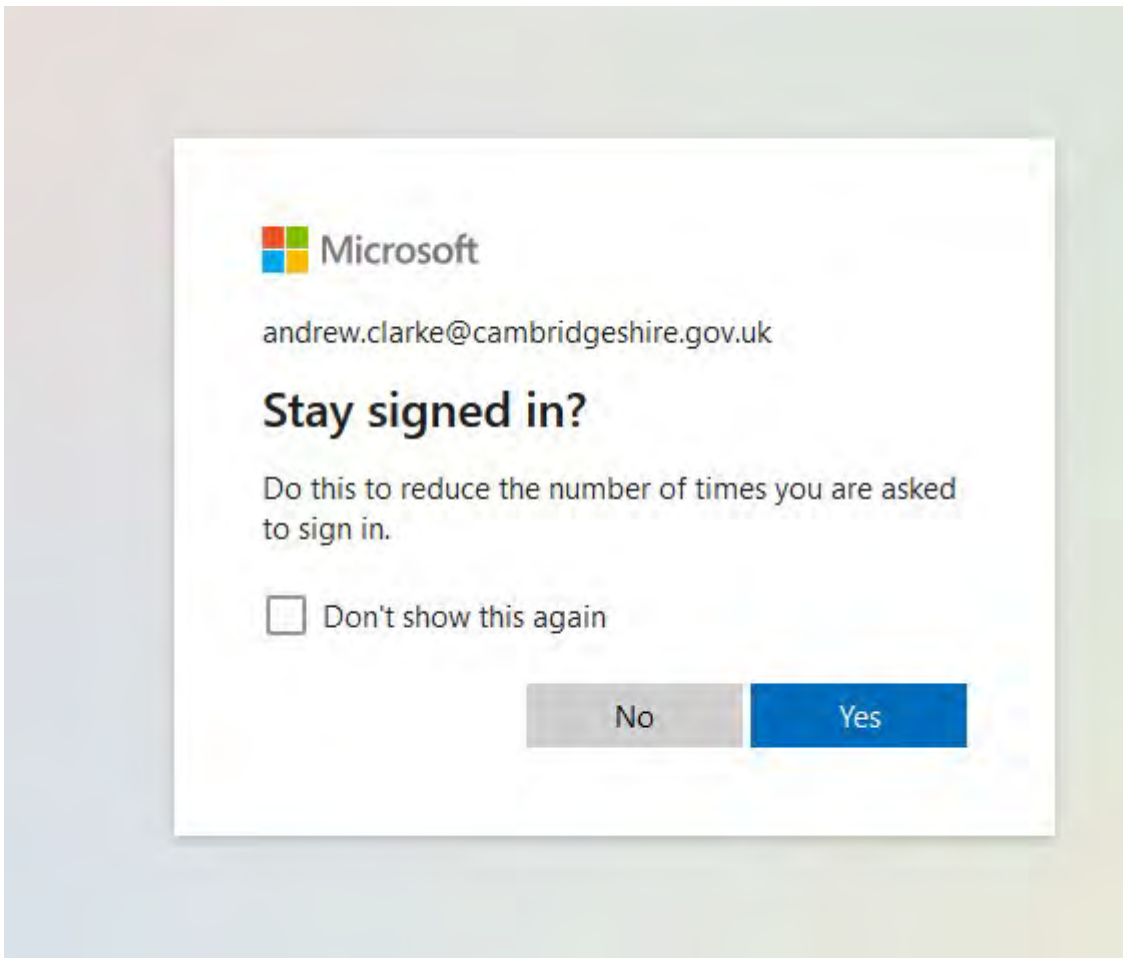 Microsoft
andrew.clarke@cambridgeshire.gov.uk
Stay signed in?
Do this to reduce the number of times you are asked
to sign in.
Don't show this again
No
Yes